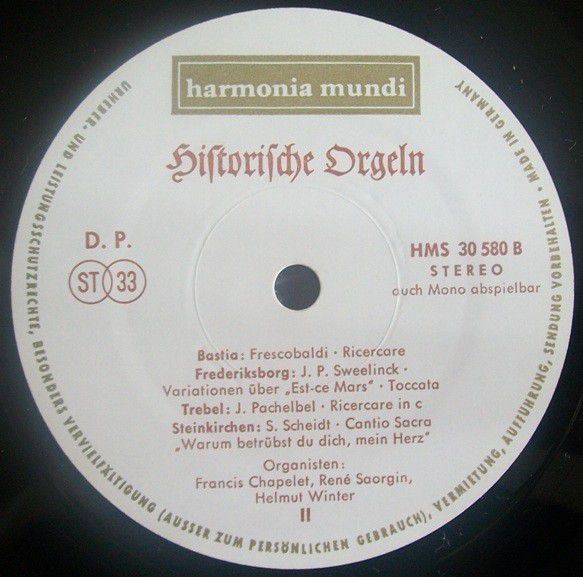 harmonia mundi
Historische Orgeln
D. P.
ST 33
HMS 30 580 B
STEREO
auch Mono abspielbar
Bastia: Frescobaldi · Ricercare
Frederiksborg: J. P. Sweelinck ·
Variationen über „Est-ce Mars" · Toccata
Trebel: J. Pachelbel · Ricercare in c
Steinkirchen: S. Scheidt · Cantio Sacra
„Warum betrübst du dich, mein Herz"
Organisten:
Francis Chapelet, René Saorgin,
Helmut Winter
II
URHEBER- UND LEISTUNGSSCHUTZRECHTE, BESONDERS VERVIELFÄLTIGUNG (AUSSER ZUM PERSÖNLICHEN GEBRAUCH), VERMIETUNG, AUFFÜHRUNG, SENDUNG VORBEHALTEN · MADE IN GERMANY